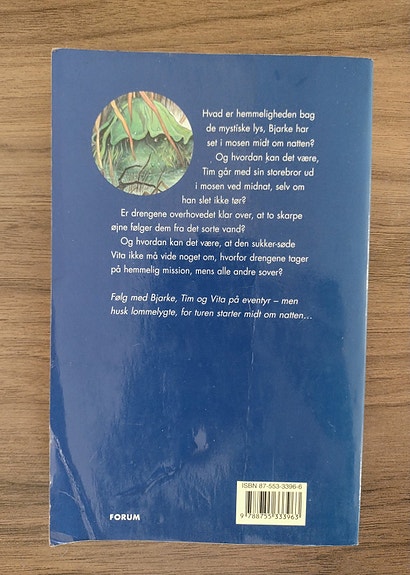 Hvad er hemmeligheden bag
de mystiske lys, Bjarke har
set i mosen midt om natten?
Og hvordan kan det være,
Tim går med sin storebror ud
i mosen ved midnat, selv om
han slet ikke tør?
Er drengene overhovedet klar over, at to skarpe
øjne følger dem fra det sorte vand?
Og hvordan kan det være, at den sukker-søde
Vita ikke må vide noget om, hvorfor drengene tager
på hemmelig mission, mens alle andre sover?
Følg med Bjarke, Tim og Vita på eventyr – men
husk lommelygte, for turen starter midt om natten...
ISBN 87-553-3396-6
9 788755 333963
FORUM